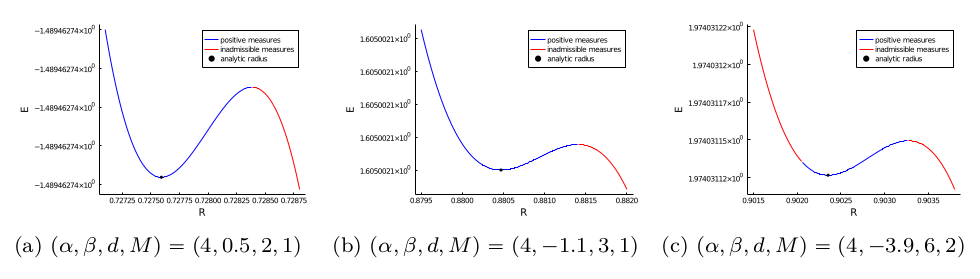 −1.48946274×10⁰
−1.48946274×10⁰
−1.48946274×10⁰
−1.48946274×10⁰
−1.48946274×10⁰
E
0.72725 0.72750 0.72775 0.72800 0.72825 0.72850 0.72875
R
positive measures
inadmissible measures
analytic radius
1.6050021×10⁰
1.6050021×10⁰
1.6050021×10⁰
1.6050021×10⁰
1.6050021×10⁰
E
0.8795 0.8800 0.8805 0.8810 0.8815 0.8820
R
positive measures
inadmissible measures
analytic radius
1.97403122×10⁰
1.9740312×10⁰
1.97403117×10⁰
1.97403115×10⁰
1.97403112×10⁰
E
0.9015 0.9020 0.9025 0.9030 0.9035
R
positive measures
inadmissible measures
analytic radius
(a) (α, β, d, M) = (4, 0.5, 2, 1)
(b) (α, β, d, M) = (4, −1.1, 3, 1)
(c) (α, β, d, M) = (4, −3.9, 6, 2)